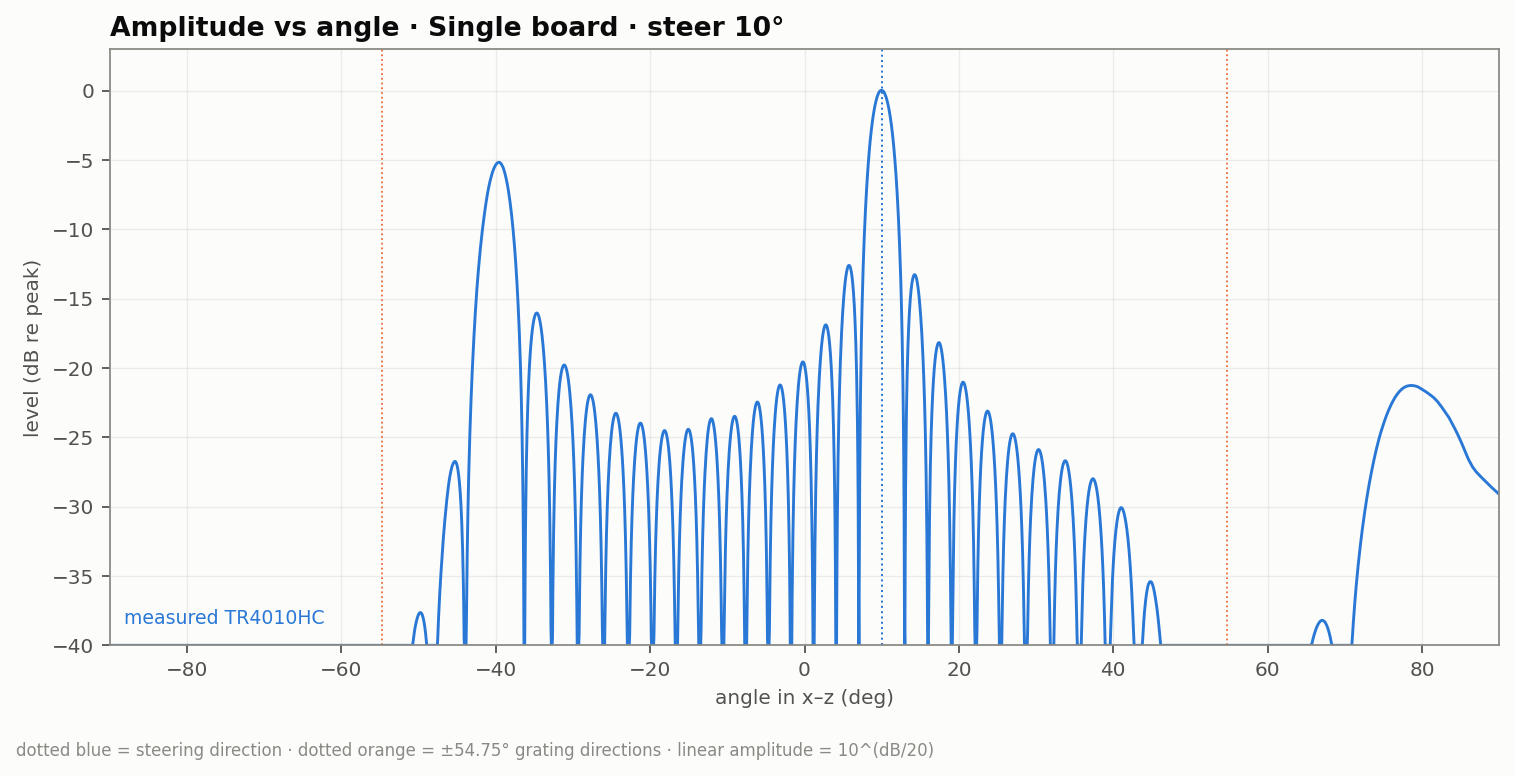 Amplitude vs angle · Single board · steer 10°
level (dB re peak)
0
−5
−10
−15
−20
−25
−30
−35
−40
measured TR4010HC
−80 −60 −40 −20 0 20 40 60 80
angle in x–z (deg)
dotted blue = steering direction · dotted orange = ±54.75° grating directions · linear amplitude = 10^(dB/20)